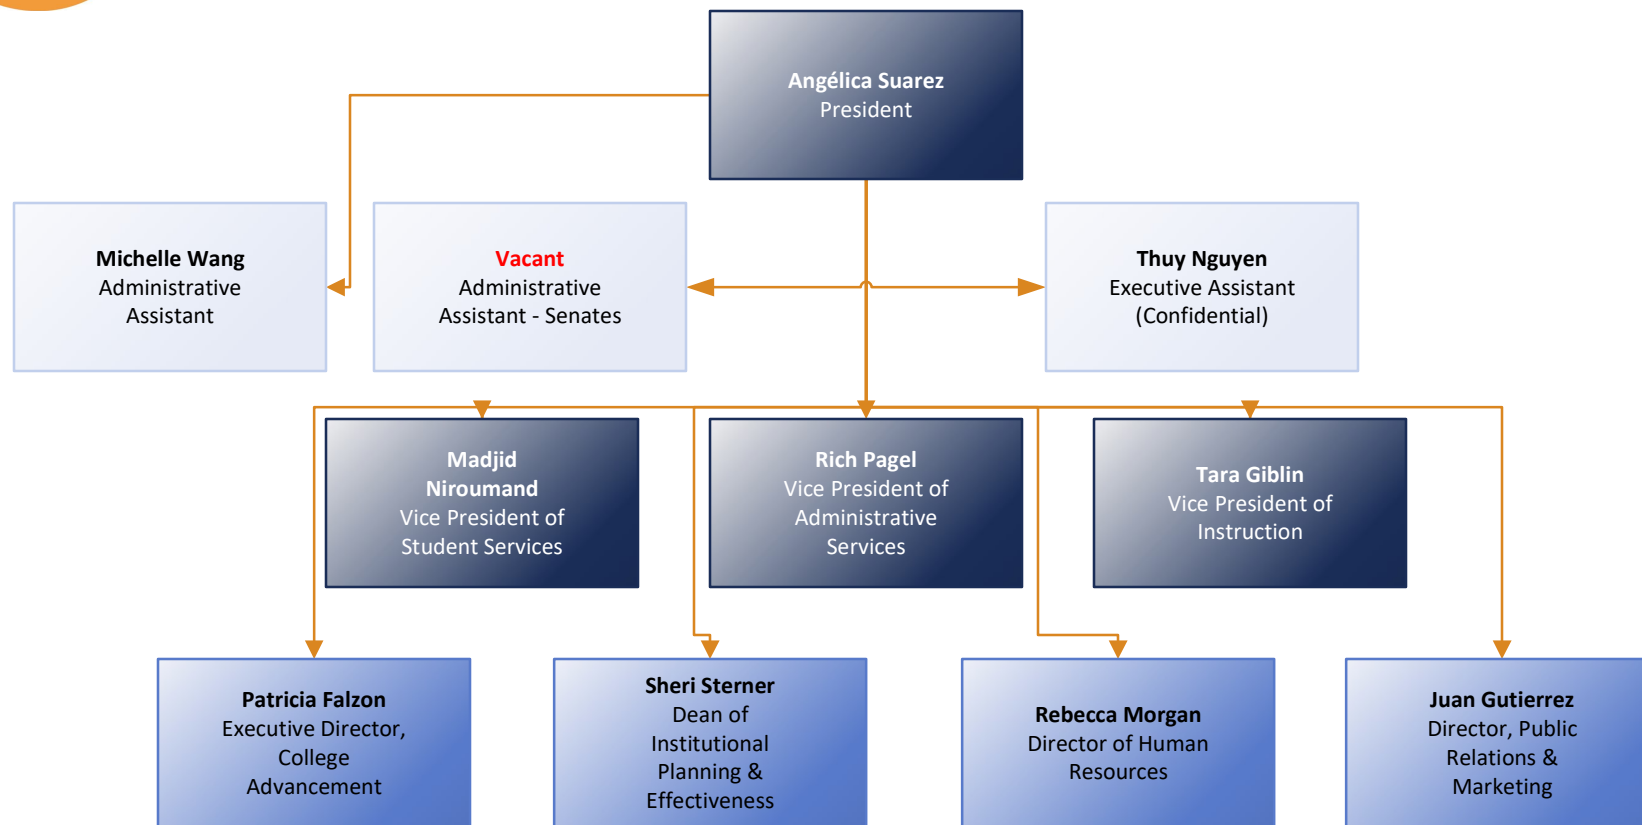 Angélica Suarez
President
Michelle Wang
Administrative
Assistant
Vacant
Administrative
Assistant - Senates
Thuy Nguyen
Executive Assistant
(Confidential)
Madjid
Niroumand
Vice President of
Student Services
Rich Pagel
Vice President of
Administrative
Services
Tara Giblin
Vice President of
Instruction
Patricia Falzon
Executive Director,
College
Advancement
Sheri Sterner
Dean of
Institutional
Planning &
Effectiveness
Rebecca Morgan
Director of Human
Resources
Juan Gutierrez
Director, Public
Relations &
Marketing